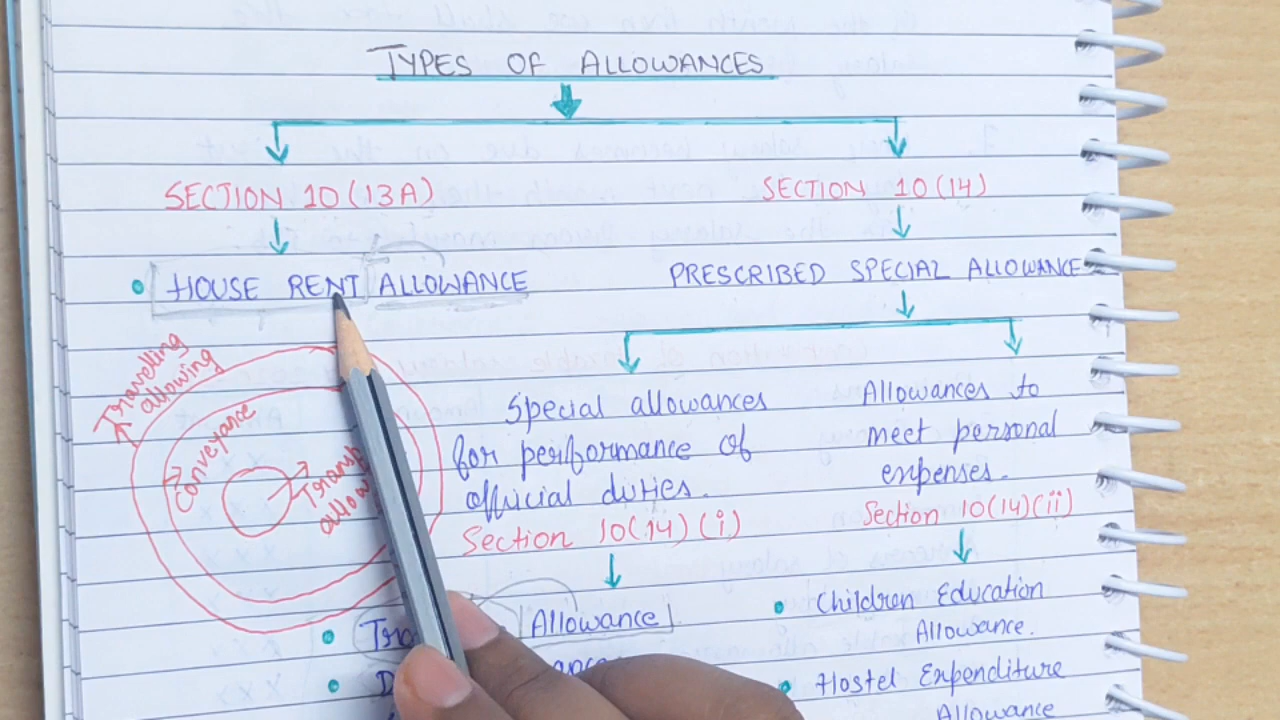 TYPES OF ALLOWANCES
SECTION 10 (13A)
SECTION 10 (14)
HOUSE RENT ALLOWANCE
PRESCRIBED SPECIAL ALLOWANCE
Travelling
allowing
Conveyance
Special allowances
for performance of
official duties.
Section 10(14) (i)
Allowances to
meet personal
expenses.
Section 10(14)(ii)
Allowance
Children Education
Allowance.
Hostel Expenditure
Allowance